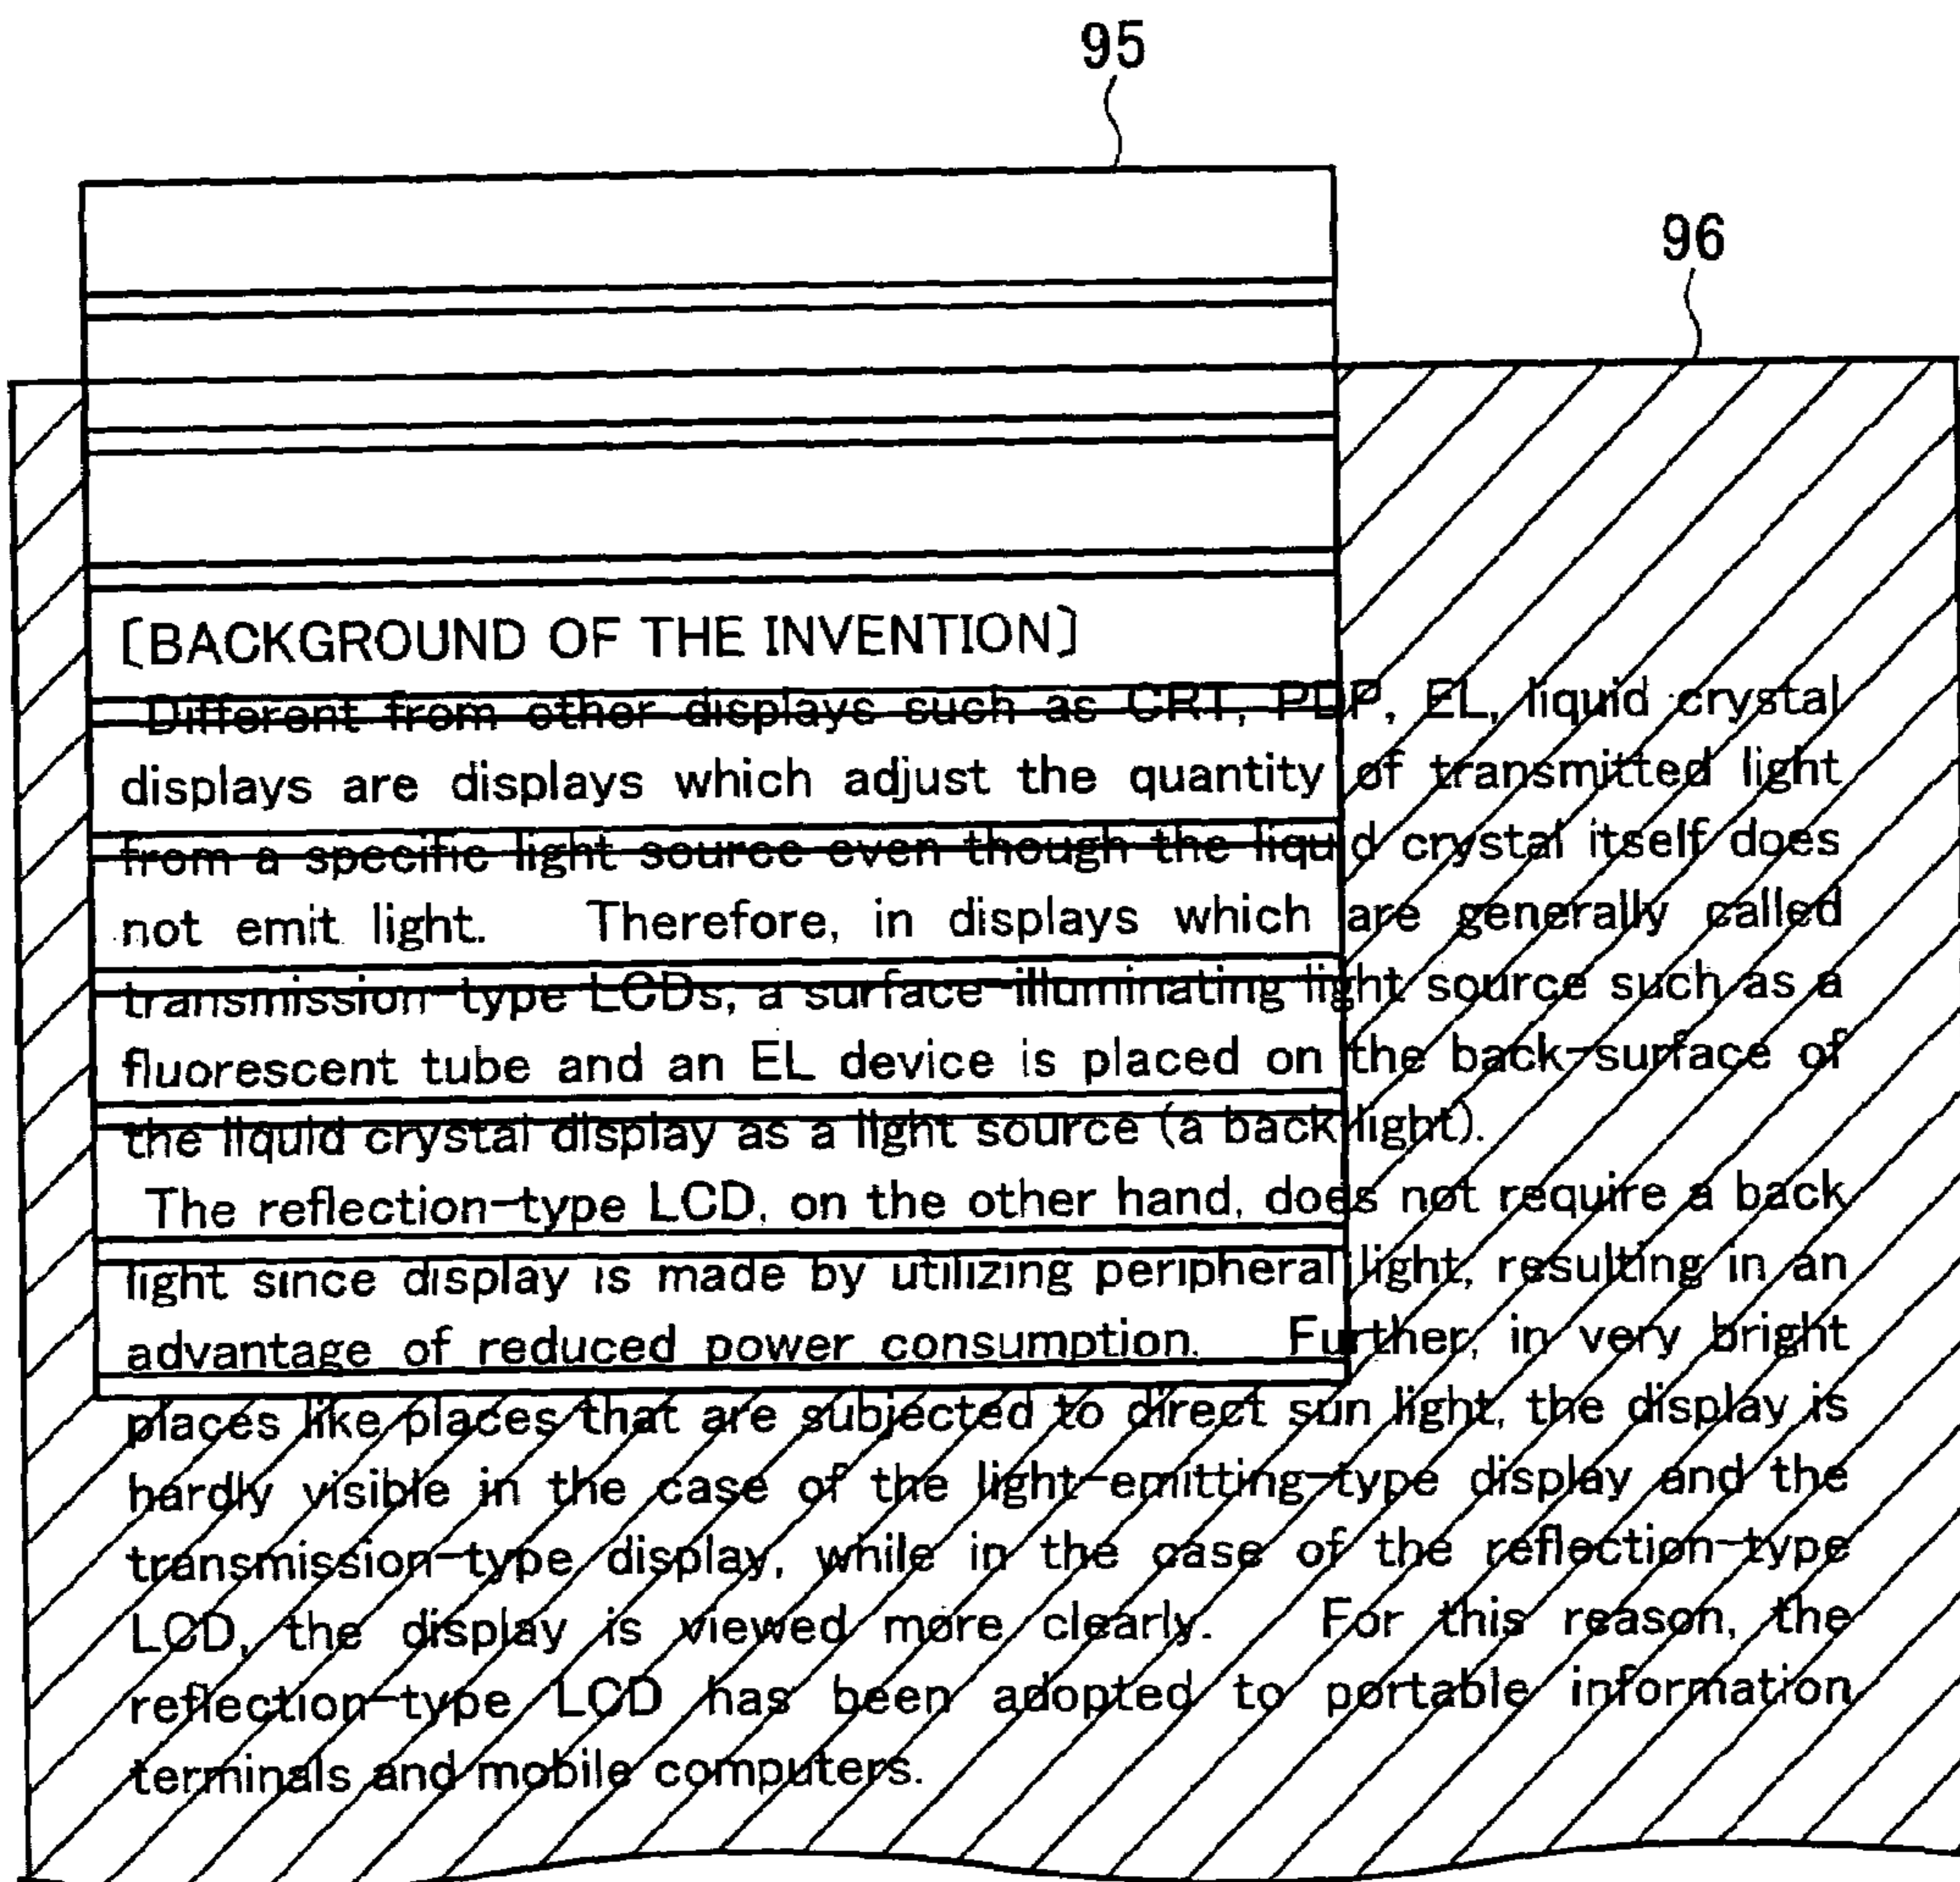 95
96
〔BACKGROUND OF THE INVENTION〕
Different from other displays such as CRT, PDP, EL, liquid crystal
displays are displays which adjust the quantity of transmitted light
from a specific light source even though the liquid crystal itself does
not emit light. Therefore, in displays which are generally called
transmission-type LCDs, a surface-illuminating light source such as a
fluorescent tube and an EL device is placed on the back-surface of
the liquid crystal display as a light source (a back light).
The reflection-type LCD, on the other hand, does not require a back
light since display is made by utilizing peripheral light, resulting in an
advantage of reduced power consumption. Further, in very bright
places like places that are subjected to direct sun light, the display is
hardly visible in the case of the light-emitting-type display and the
transmission-type display, while in the case of the reflection-type
LCD, the display is viewed more clearly. For this reason, the
reflection-type LCD has been adopted to portable information
terminals and mobile computers.